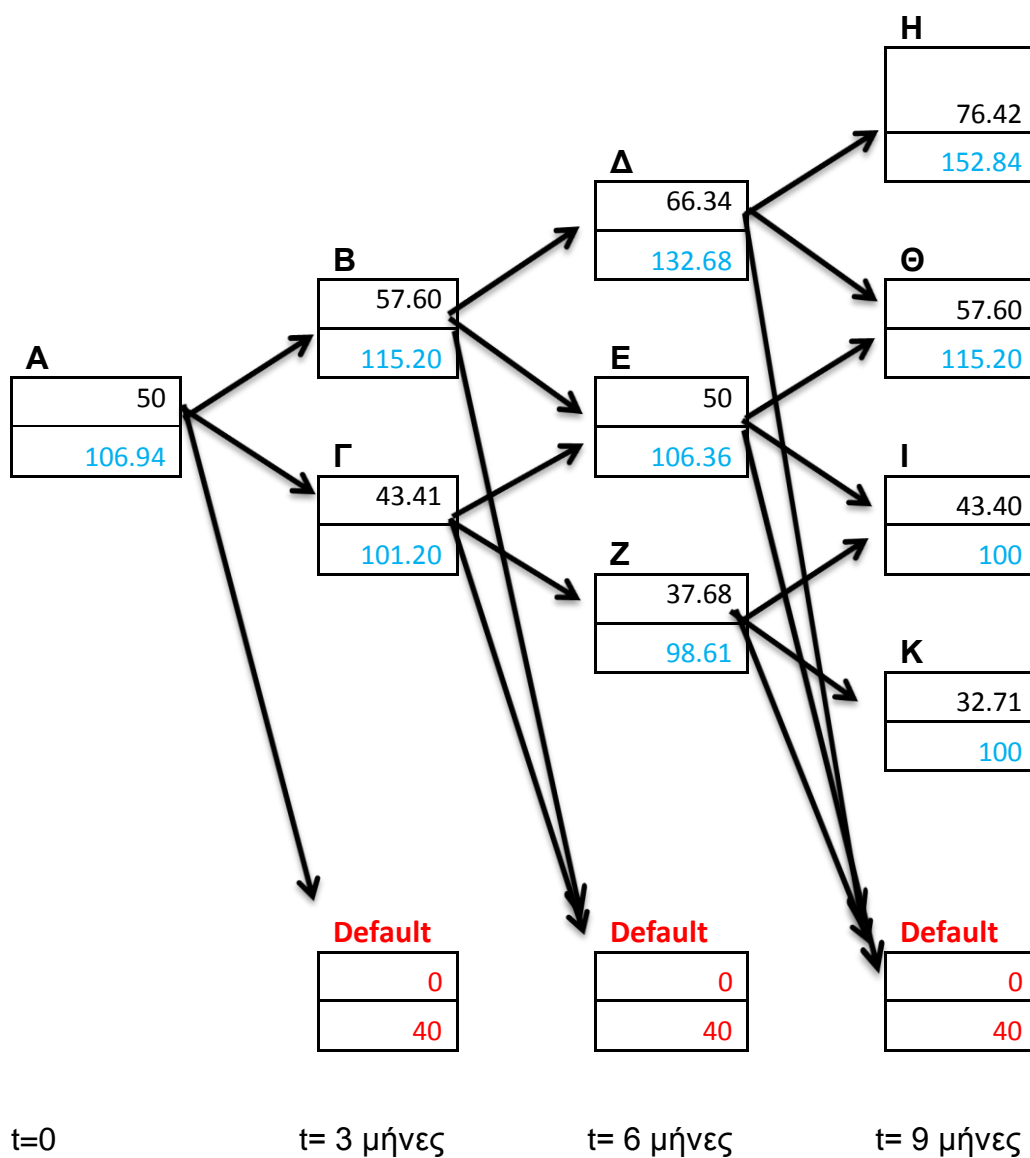 Η
76.42
152.84
Δ
66.34
132.68
Β
57.60
115.20
Θ
57.60
115.20
Α
50
106.94
Ε
50
106.36
Γ
43.41
101.20
Ι
43.40
100
Ζ
37.68
98.61
Κ
32.71
100
Default Default Default
0 0 0
40 40 40
t=0 t= 3 μήνες t= 6 μήνες t= 9 μήνες